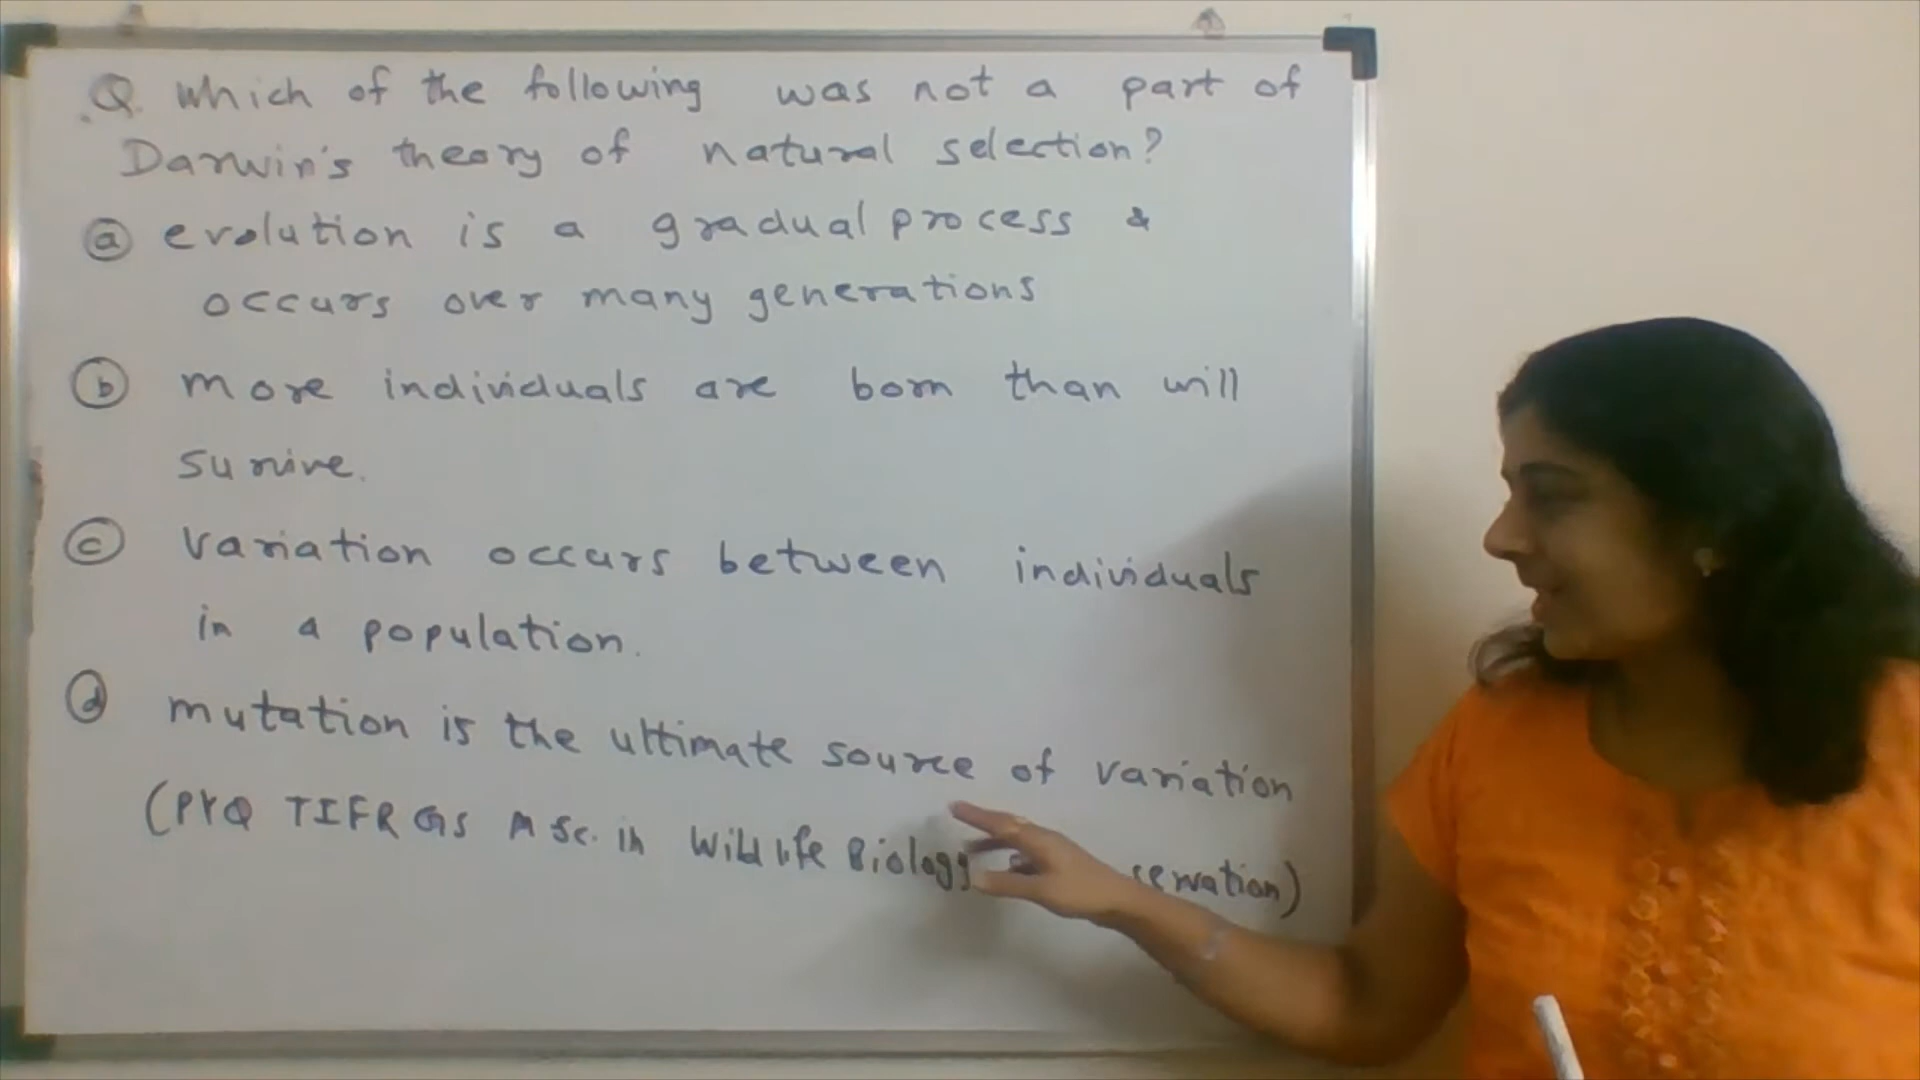 Q. Which of the following was not a part of
Darwin's theory of natural selection?
(a) evolution is a gradual process &
occurs over many generations
(b) more individuals are born than will
survive.
(c) Variation occurs between individuals
in a population.
(d) mutation is the ultimate source of variation
(PYQ TIFR GS M Sc. in Wildlife Biology